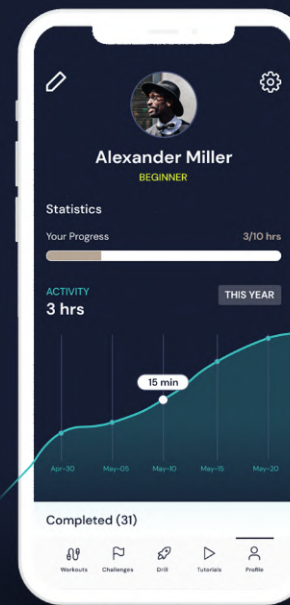 Alexander Miller
BEGINNER
Statistics
Your Progress 3/10 hrs
ACTIVITY
THIS YEAR
3 hrs
15 min
Apr-30 May-05 May-10 May-15 May-20
Completed (31)
Workouts Challenges Drill Tutorials Profile